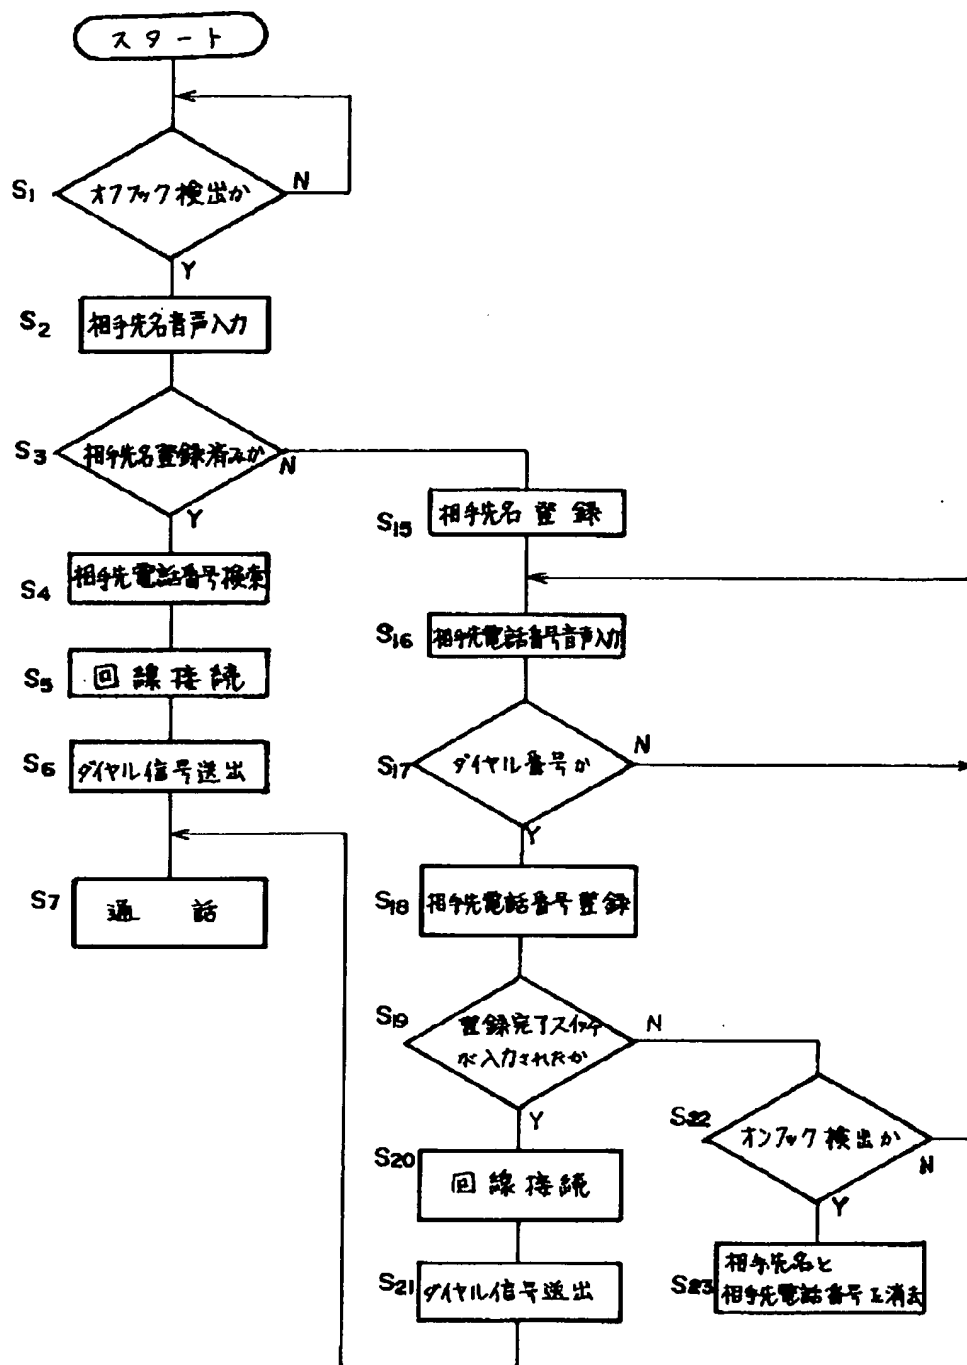 スタート
S1
オフフック検出か
N
Y
S2
相手先名音声入力
S3
相手先名登録済みか
N
Y
S4
相手先電話番号検索
S5
回線接続
S6
ダイヤル信号送出
S7
通話
S15
相手先名登録
S16
相手先電話番号音声入力
S17
ダイヤル番号か
N
Y
S18
相手先電話番号登録
S19
登録完了スイッチ
が入力されたか
N
Y
S20
回線接続
S21
ダイヤル信号送出
S22
オンフック検出か
N
Y
S23
相手先名と
相手先電話番号を消去